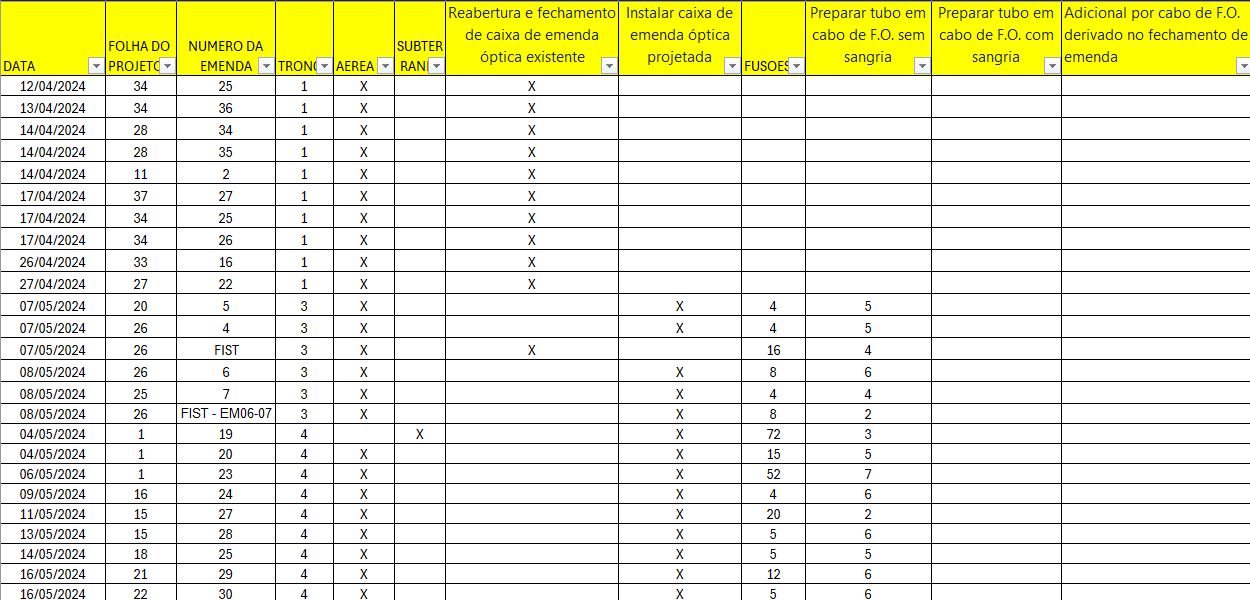 DATA FOLHA DO PROJETO NUMERO DA EMENDA TRONC AEREA SUBTER RAN Reabertura e fechamento de caixa de emenda óptica existente Instalar caixa de emenda óptica projetada FUSOES Preparar tubo em cabo de F.O. sem sangria Preparar tubo em cabo de F.O. com sangria Adicional por cabo de F.O. derivado no fechamento de emenda
12/04/2024 34 25 1 X X
13/04/2024 34 36 1 X X
14/04/2024 28 34 1 X X
14/04/2024 28 35 1 X X
14/04/2024 11 2 1 X X
17/04/2024 37 27 1 X X
17/04/2024 34 25 1 X X
17/04/2024 34 26 1 X X
26/04/2024 33 16 1 X X
27/04/2024 27 22 1 X X
07/05/2024 20 5 3 X X 4 5
07/05/2024 26 4 3 X X 4 5
07/05/2024 26 FIST 3 X X 16 4
08/05/2024 26 6 3 X X 8 6
08/05/2024 25 7 3 X X 4 4
08/05/2024 26 FIST - EM06-07 3 X X 8 2
04/05/2024 1 19 4 X X 72 3
04/05/2024 1 20 4 X X 15 5
06/05/2024 1 23 4 X X 52 7
09/05/2024 16 24 4 X X 4 6
11/05/2024 15 27 4 X X 20 2
13/05/2024 15 28 4 X X 5 6
14/05/2024 18 25 4 X X 5 5
16/05/2024 21 29 4 X X 12 6
16/05/2024 22 30 4 X X 5 6